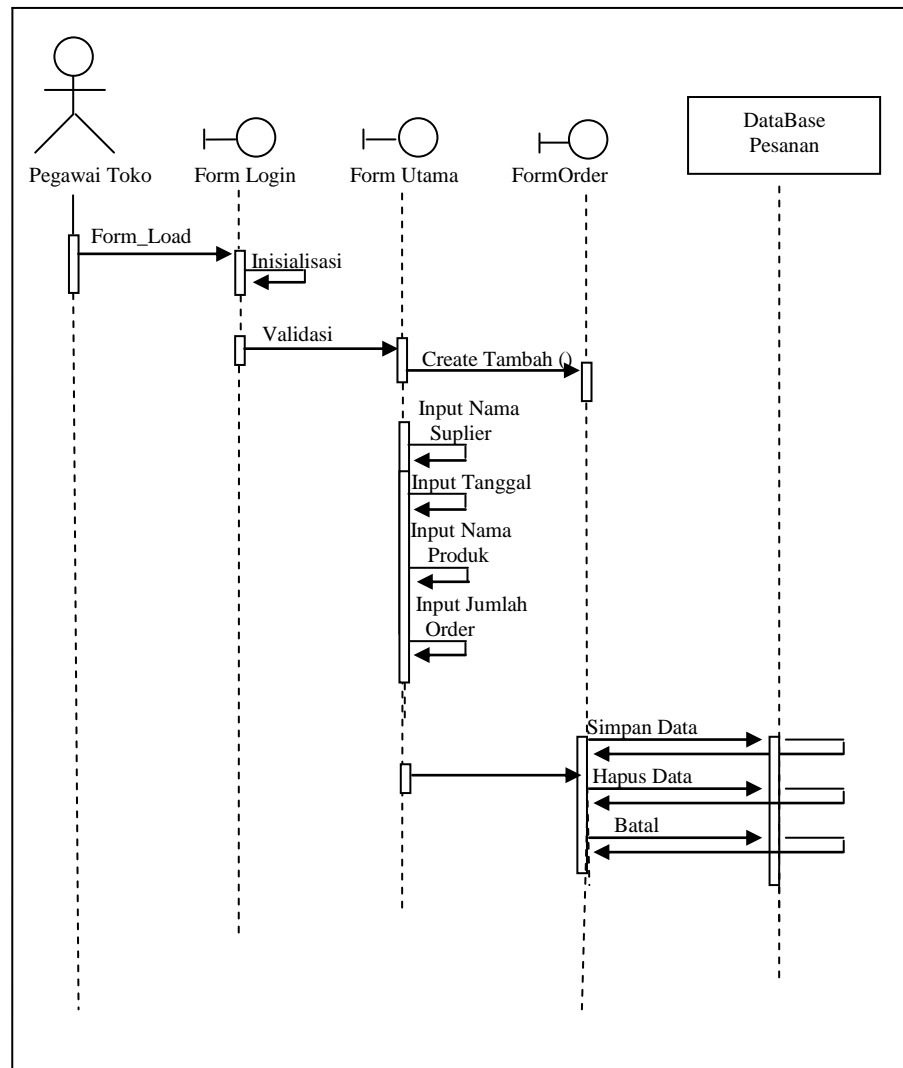 DataBase
Pesanan
Pegawai Toko
Form Login
Form Utama
FormOrder
Form_Load
Inisialisasi
Validasi
Create Tambah ()
Input Nama
Suplier
Input Tanggal
Input Nama
Produk
Input Jumlah
Order
Simpan Data
Hapus Data
Batal